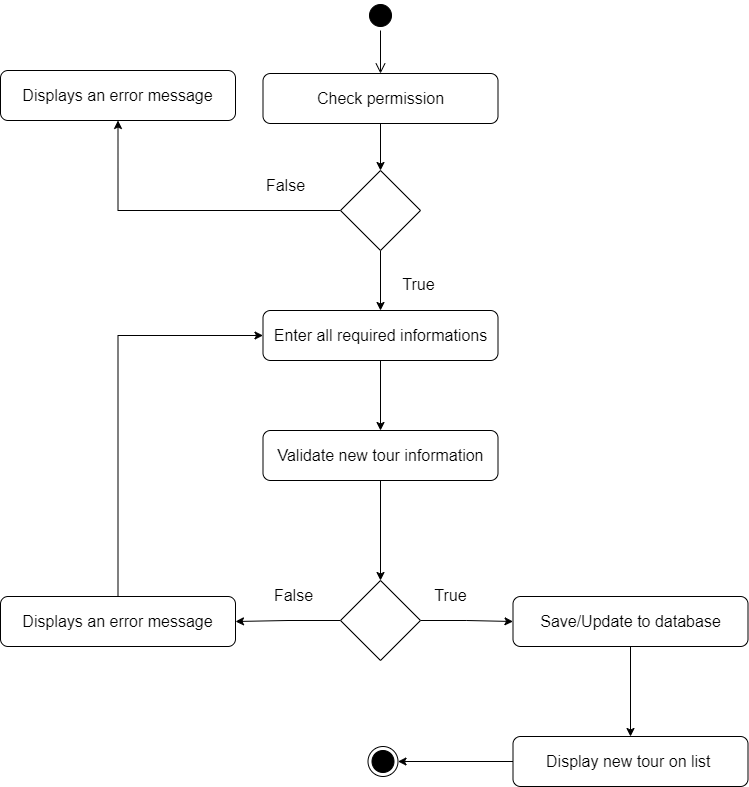 Displays an error message
Check permission
False
True
Enter all required informations
Validate new tour information
False
True
Displays an error message
Save/Update to database
Display new tour on list